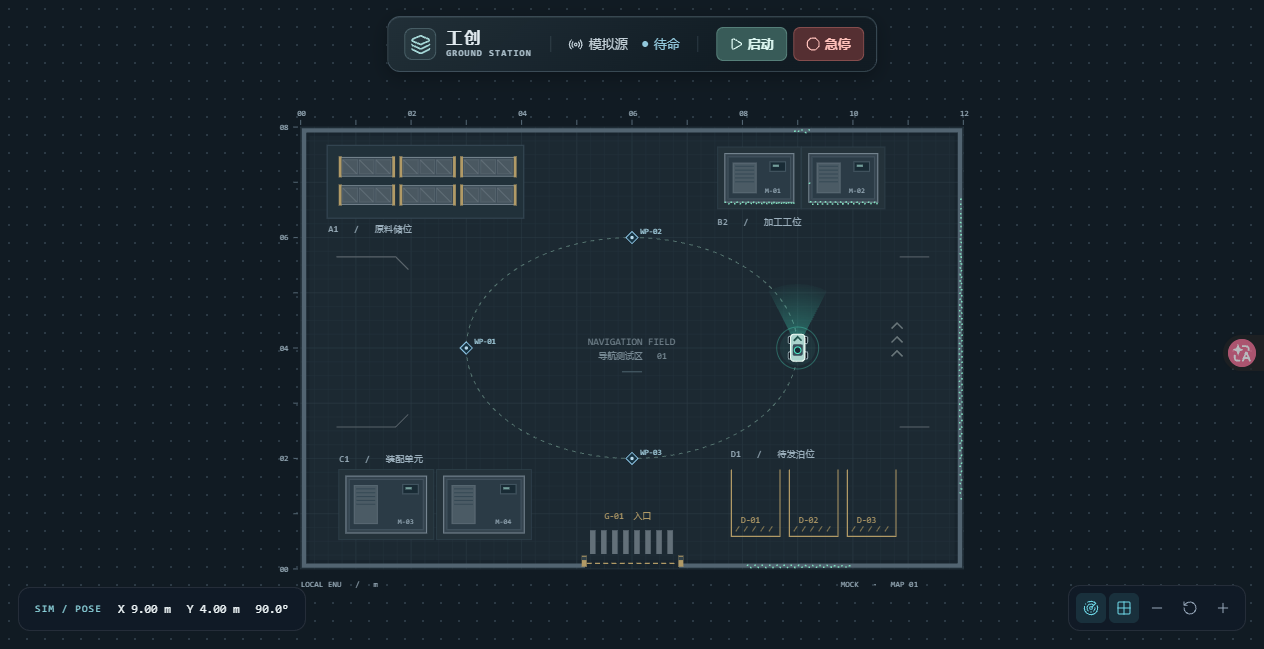 工创
GROUND STATION
模拟源
待命
启动
急停
00 02 04 06 08 10 12
08
06
04
02
00
M-01
M-02
A1 / 原料储位
B2 / 加工工位
WP-02
WP-01
NAVIGATION FIELD
导航测试区 01
WP-03
C1 / 装配单元
D1 / 待发泊位
M-03
M-04
G-01 入口
D-01
D-02
D-03
LOCAL ENU / m
MOCK - MAP 01
SIM / POSE X 9.00 m Y 4.00 m 90.0°
A